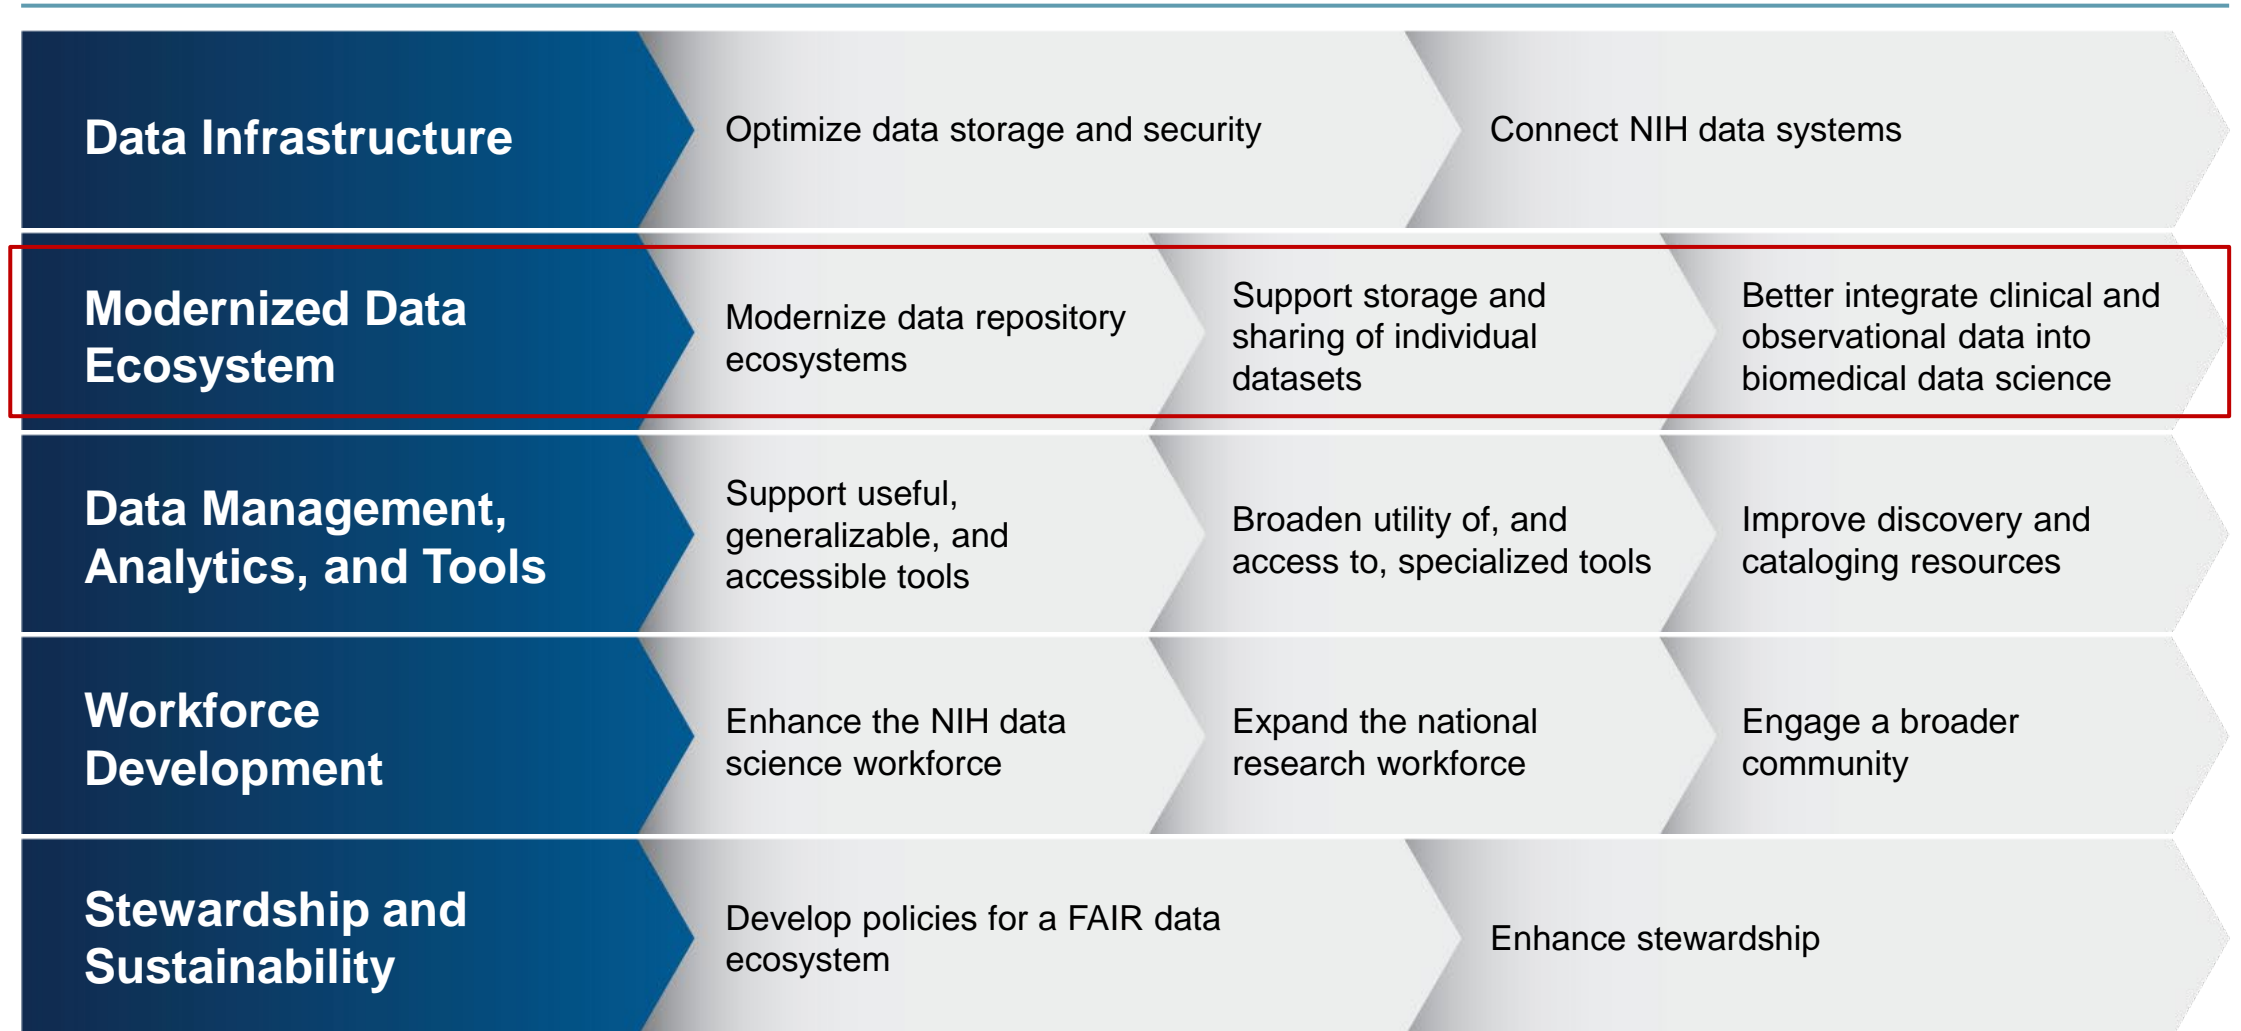 Data Infrastructure
Optimize data storage and security
Connect NIH data systems
Modernized Data
Ecosystem
Modernize data repository
ecosystems
Support storage and
sharing of individual
datasets
Better integrate clinical and
observational data into
biomedical data science
Data Management,
Analytics, and Tools
Support useful,
generalizable, and
accessible tools
Broaden utility of, and
access to, specialized tools
Improve discovery and
cataloging resources
Workforce
Development
Enhance the NIH data
science workforce
Expand the national
research workforce
Engage a broader
community
Stewardship and
Sustainability
Develop policies for a FAIR data
ecosystem
Enhance stewardship